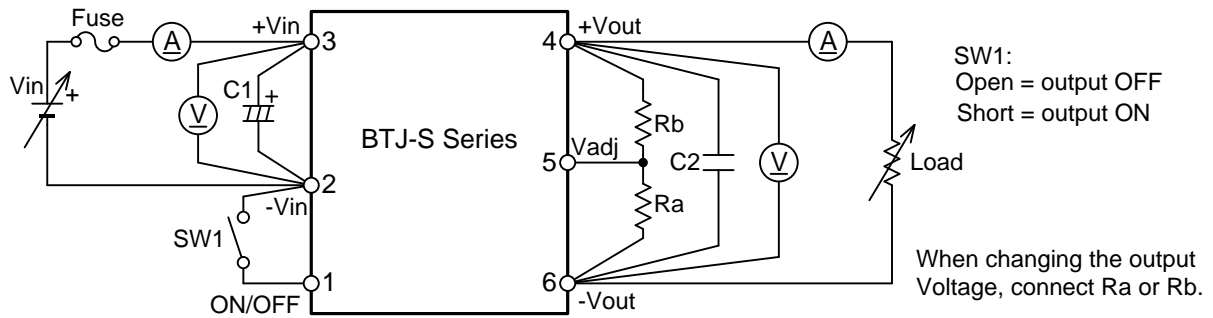 Fuse
A
+Vin
3
4
+Vout
A
SW1:
Open = output OFF
Short = output ON
Vin
+
V
C1
+
BTJ-S Series
Rb
Vadj
5
C2
V
Load
2
-Vin
Ra
SW1
1
ON/OFF
6
-Vout
When changing the output
Voltage, connect Ra or Rb.